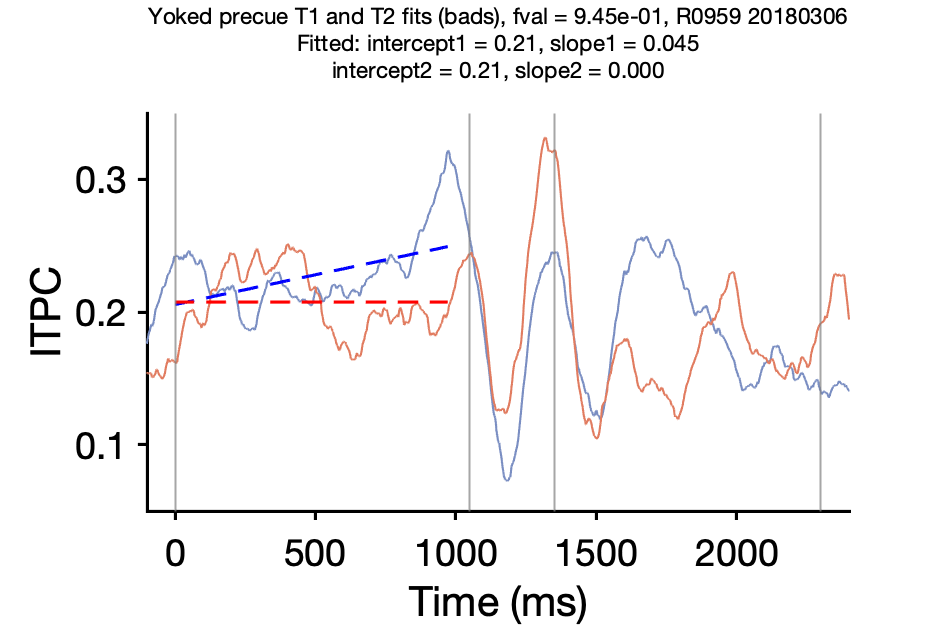 Yoked precue T1 and T2 fits (bads), fval = 9.45e-01, R0959 20180306
Fitted: intercept1 = 0.21, slope1 = 0.045
intercept2 = 0.21, slope2 = 0.000
0.3
0.2
0.1
ITPC
0 500 1000 1500 2000
Time (ms)